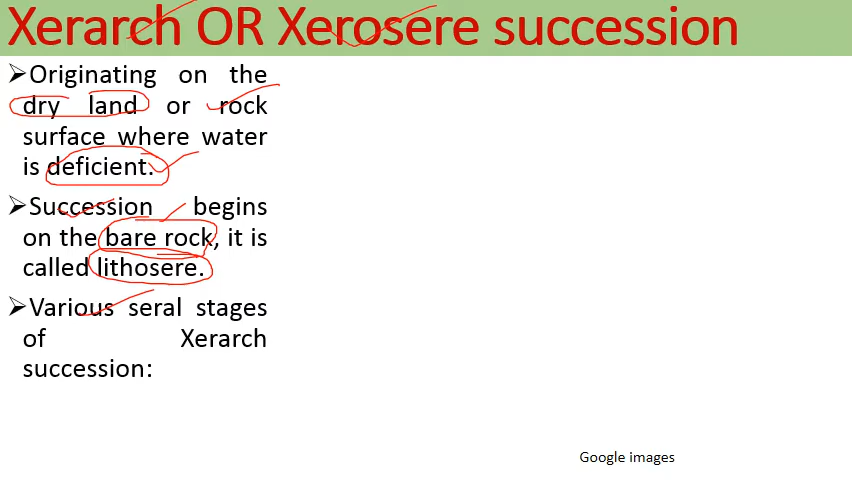 Xerarch OR Xerosere succession
➢Originating on the
dry land or rock
surface where water
is deficient.
➢Succession begins
on the bare rock, it is
called lithosere.
➢Various seral stages
of Xerarch
succession:
Google images